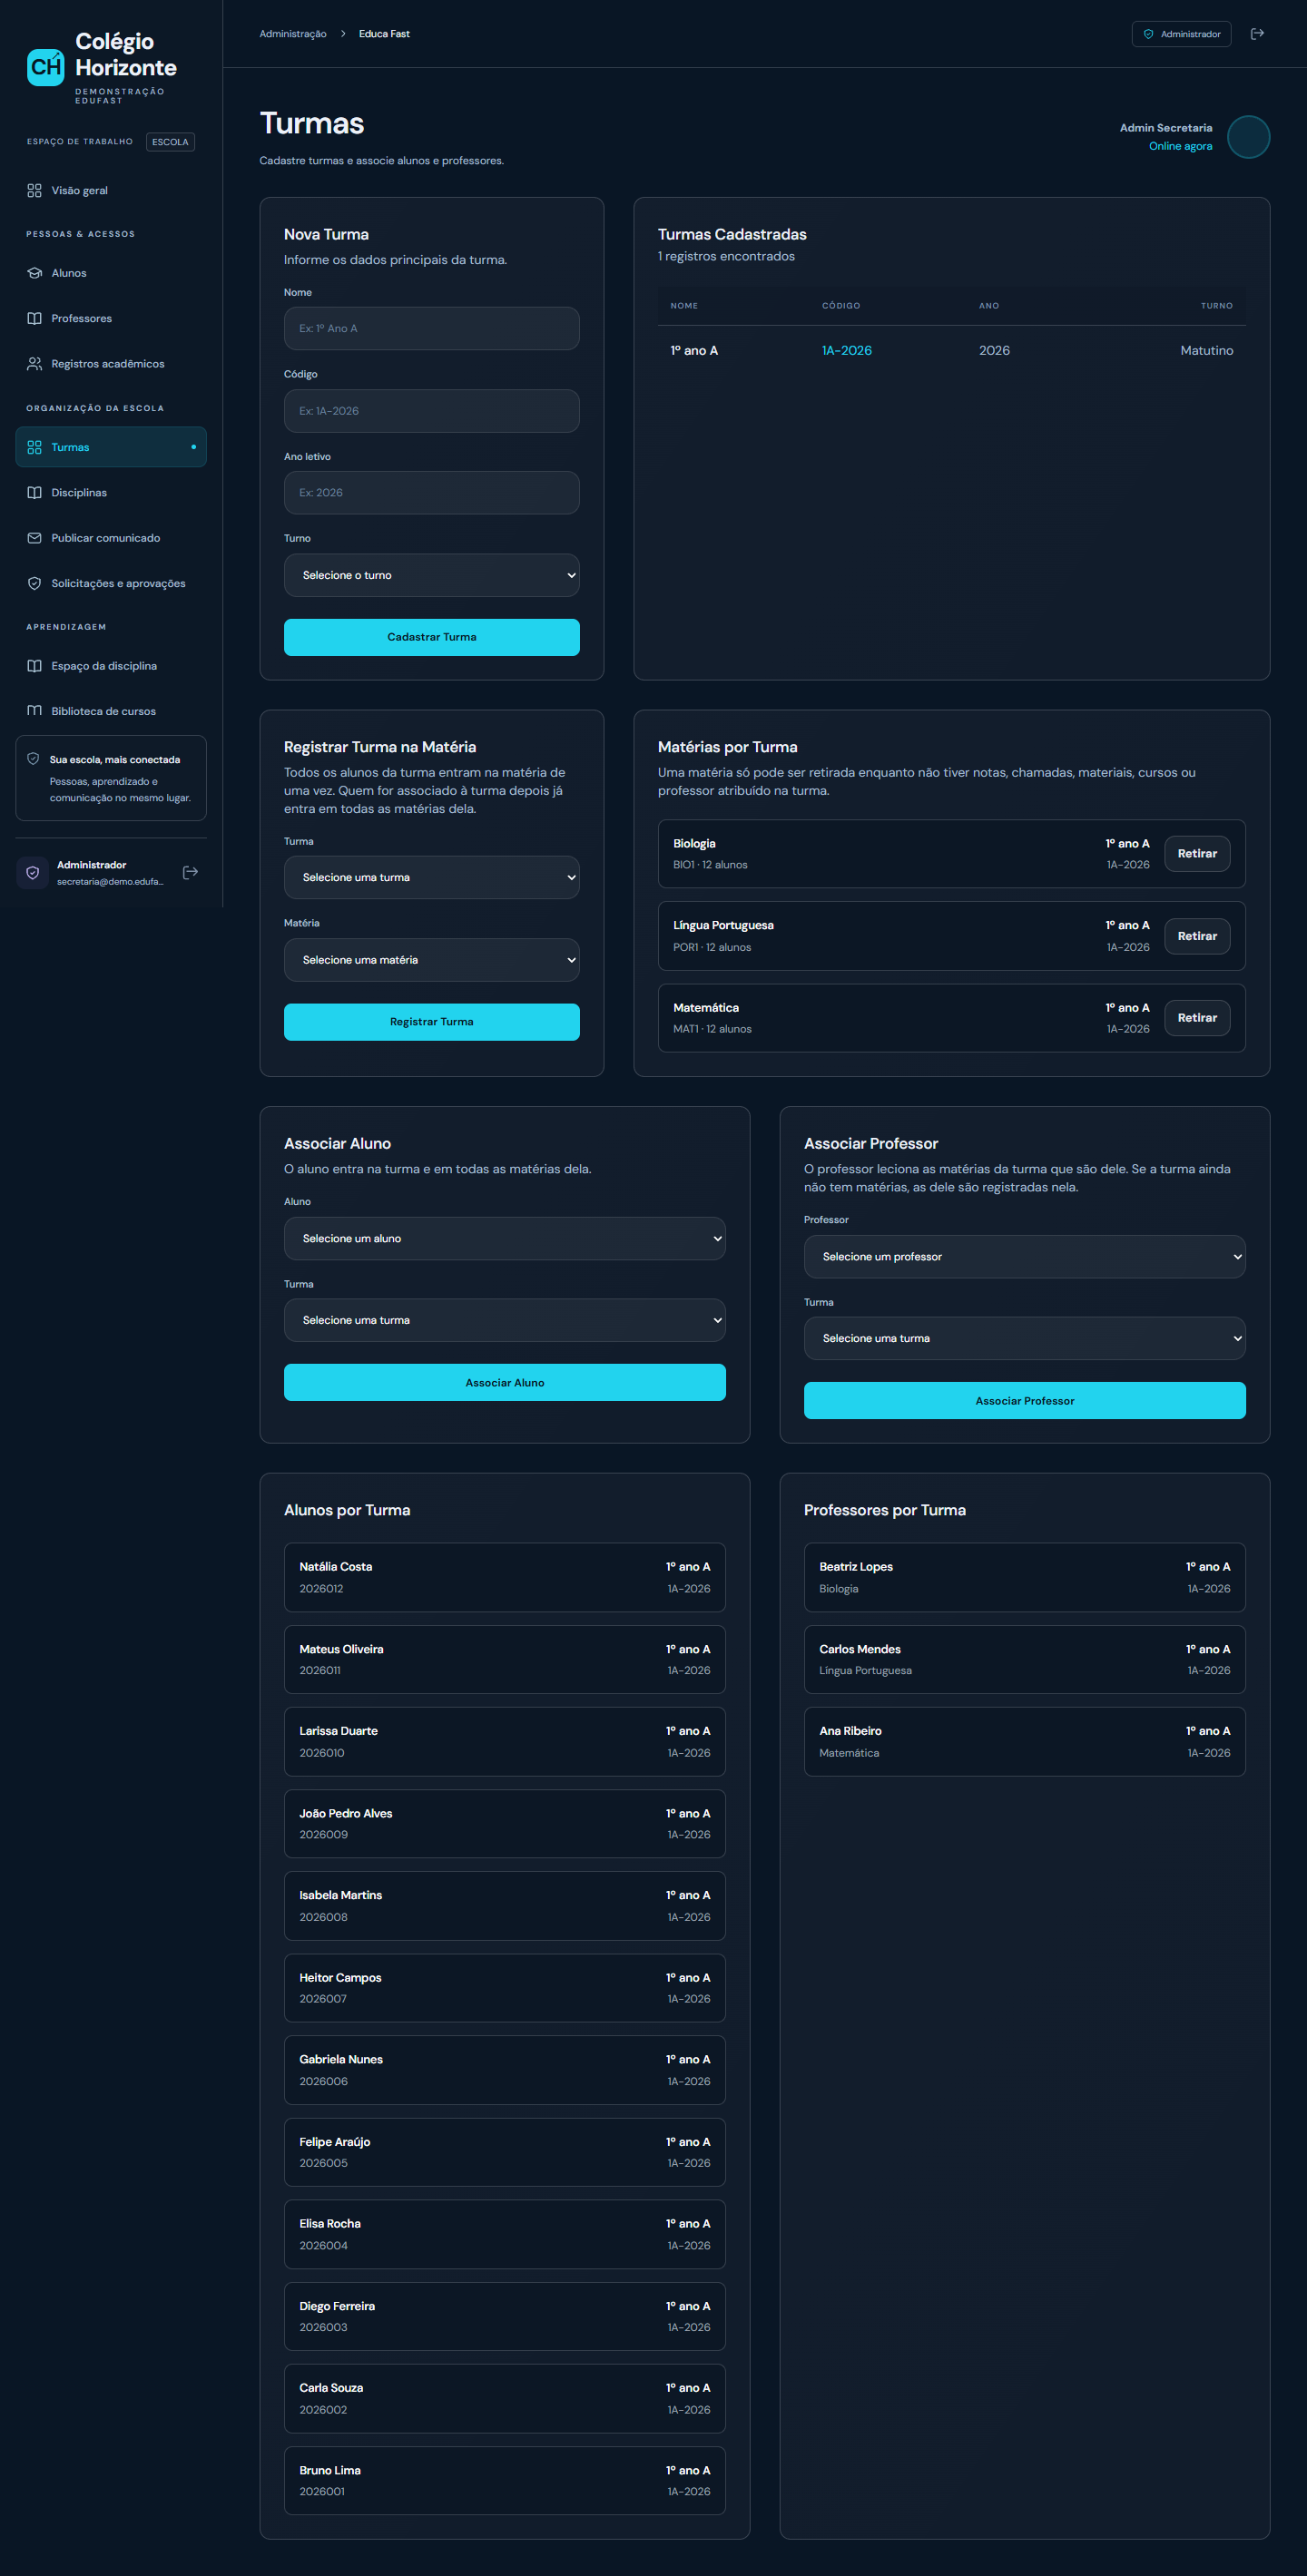 CH
Colégio
Horizonte
DEMONSTRAÇÃO
EDUFAST
ESPAÇO DE TRABALHO
ESCOLA
Visão geral
PESSOAS & ACESSOS
Alunos
Professores
Registros acadêmicos
ORGANIZAÇÃO DA ESCOLA
Turmas
Disciplinas
Publicar comunicado
Solicitações e aprovações
APRENDIZAGEM
Espaço da disciplina
Biblioteca de cursos
Sua escola, mais conectada
Pessoas, aprendizado e
comunicação no mesmo lugar.
Administrador
secretaria@demo.edufa...
Administração
Educa Fast
Administrador
Turmas
Cadastre turmas e associe alunos e professores.
Admin Secretaria
Online agora
Nova Turma
Informe os dados principais da turma.
Nome
Ex: 1º Ano A
Código
Ex: 1A-2026
Ano letivo
Ex: 2026
Turno
Selecione o turno
Cadastrar Turma
Turmas Cadastradas
1 registros encontrados
NOME CÓDIGO ANO TURNO
1º ano A 1A-2026 2026 Matutino
Registrar Turma na Matéria
Todos os alunos da turma entram na matéria de
uma vez. Quem for associado à turma depois já
entra em todas as matérias dela.
Turma
Selecione uma turma
Matéria
Selecione uma matéria
Registrar Turma
Matérias por Turma
Uma matéria só pode ser retirada enquanto não tiver notas, chamadas, materiais, cursos ou
professor atribuído na turma.
Biologia 1º ano A
BIO1 · 12 alunos 1A-2026
Retirar
Língua Portuguesa 1º ano A
POR1 · 12 alunos 1A-2026
Retirar
Matemática 1º ano A
MAT1 · 12 alunos 1A-2026
Retirar
Associar Aluno
O aluno entra na turma e em todas as matérias dela.
Aluno
Selecione um aluno
Turma
Selecione uma turma
Associar Aluno
Associar Professor
O professor leciona as matérias da turma que são dele. Se a turma ainda
não tem matérias, as dele são registradas nela.
Professor
Selecione um professor
Turma
Selecione uma turma
Associar Professor
Alunos por Turma
Natália Costa 1º ano A
2026012 1A-2026
Mateus Oliveira 1º ano A
2026011 1A-2026
Larissa Duarte 1º ano A
2026010 1A-2026
João Pedro Alves 1º ano A
2026009 1A-2026
Isabela Martins 1º ano A
2026008 1A-2026
Heitor Campos 1º ano A
2026007 1A-2026
Gabriela Nunes 1º ano A
2026006 1A-2026
Felipe Araújo 1º ano A
2026005 1A-2026
Elisa Rocha 1º ano A
2026004 1A-2026
Diego Ferreira 1º ano A
2026003 1A-2026
Carla Souza 1º ano A
2026002 1A-2026
Bruno Lima 1º ano A
2026001 1A-2026
Professores por Turma
Beatriz Lopes 1º ano A
Biologia 1A-2026
Carlos Mendes 1º ano A
Língua Portuguesa 1A-2026
Ana Ribeiro 1º ano A
Matemática 1A-2026